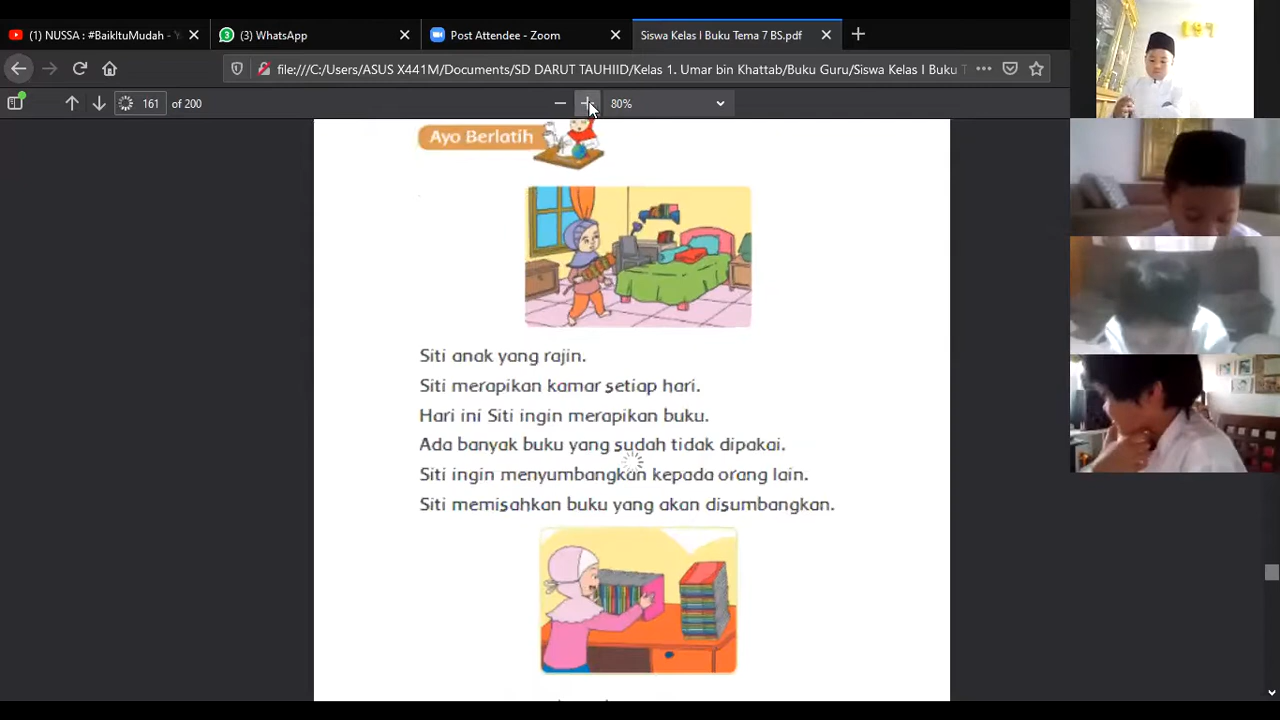 (1) NUSSA : #BaikItuMudah - Y
(3) WhatsApp
Post Attendee - Zoom
Siswa Kelas I Buku Tema 7 BS.pdf
file:///C:/Users/ASUS X441M/Documents/SD DARUT TAUHIID/Kelas 1. Umar bin Khattab/Buku Guru/Siswa Kelas I Buku T
161 of 200
80%
Ayo Berlatih
Siti anak yang rajin.
Siti merapikan kamar setiap hari.
Hari ini Siti ingin merapikan buku.
Ada banyak buku yang sudah tidak dipakai.
Siti ingin menyumbangkan kepada orang lain.
Siti memisahkan buku yang akan disumbangkan.